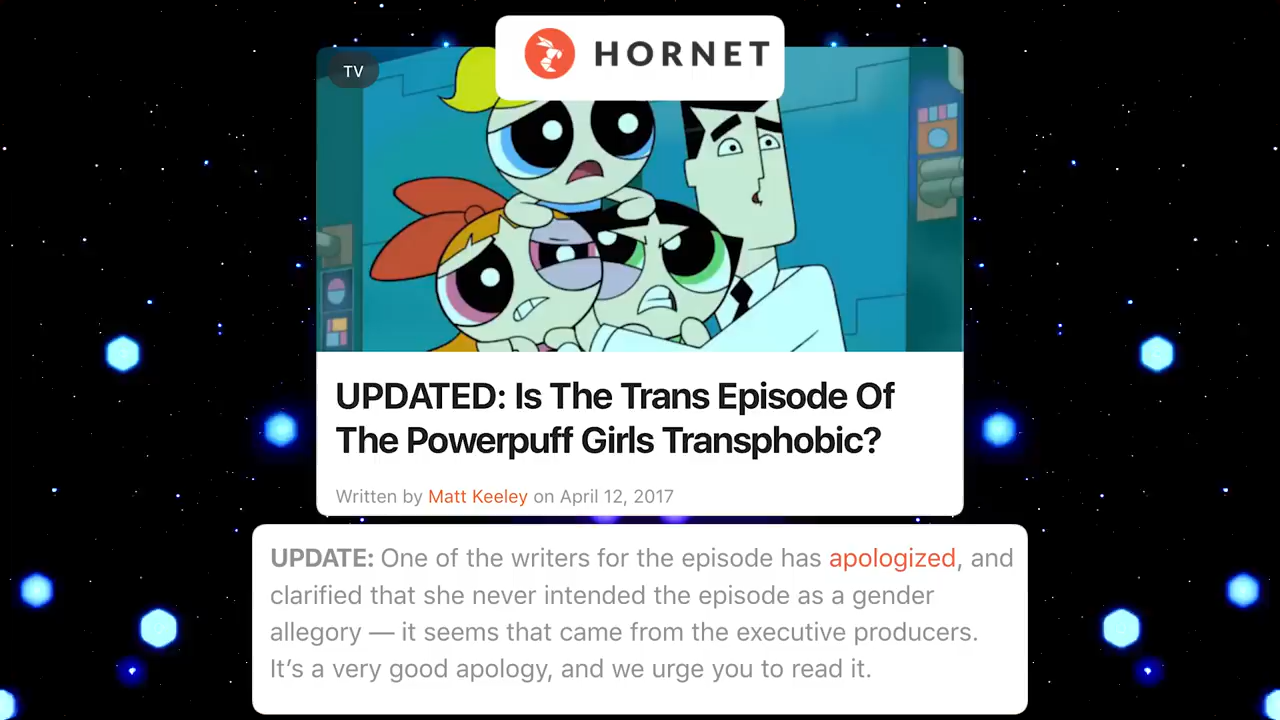 HORNET
TV
UPDATED: Is The Trans Episode Of
The Powerpuff Girls Transphobic?
Written by Matt Keeley on April 12, 2017
UPDATE: One of the writers for the episode has apologized, and
clarified that she never intended the episode as a gender
allegory — it seems that came from the executive producers.
It’s a very good apology, and we urge you to read it.